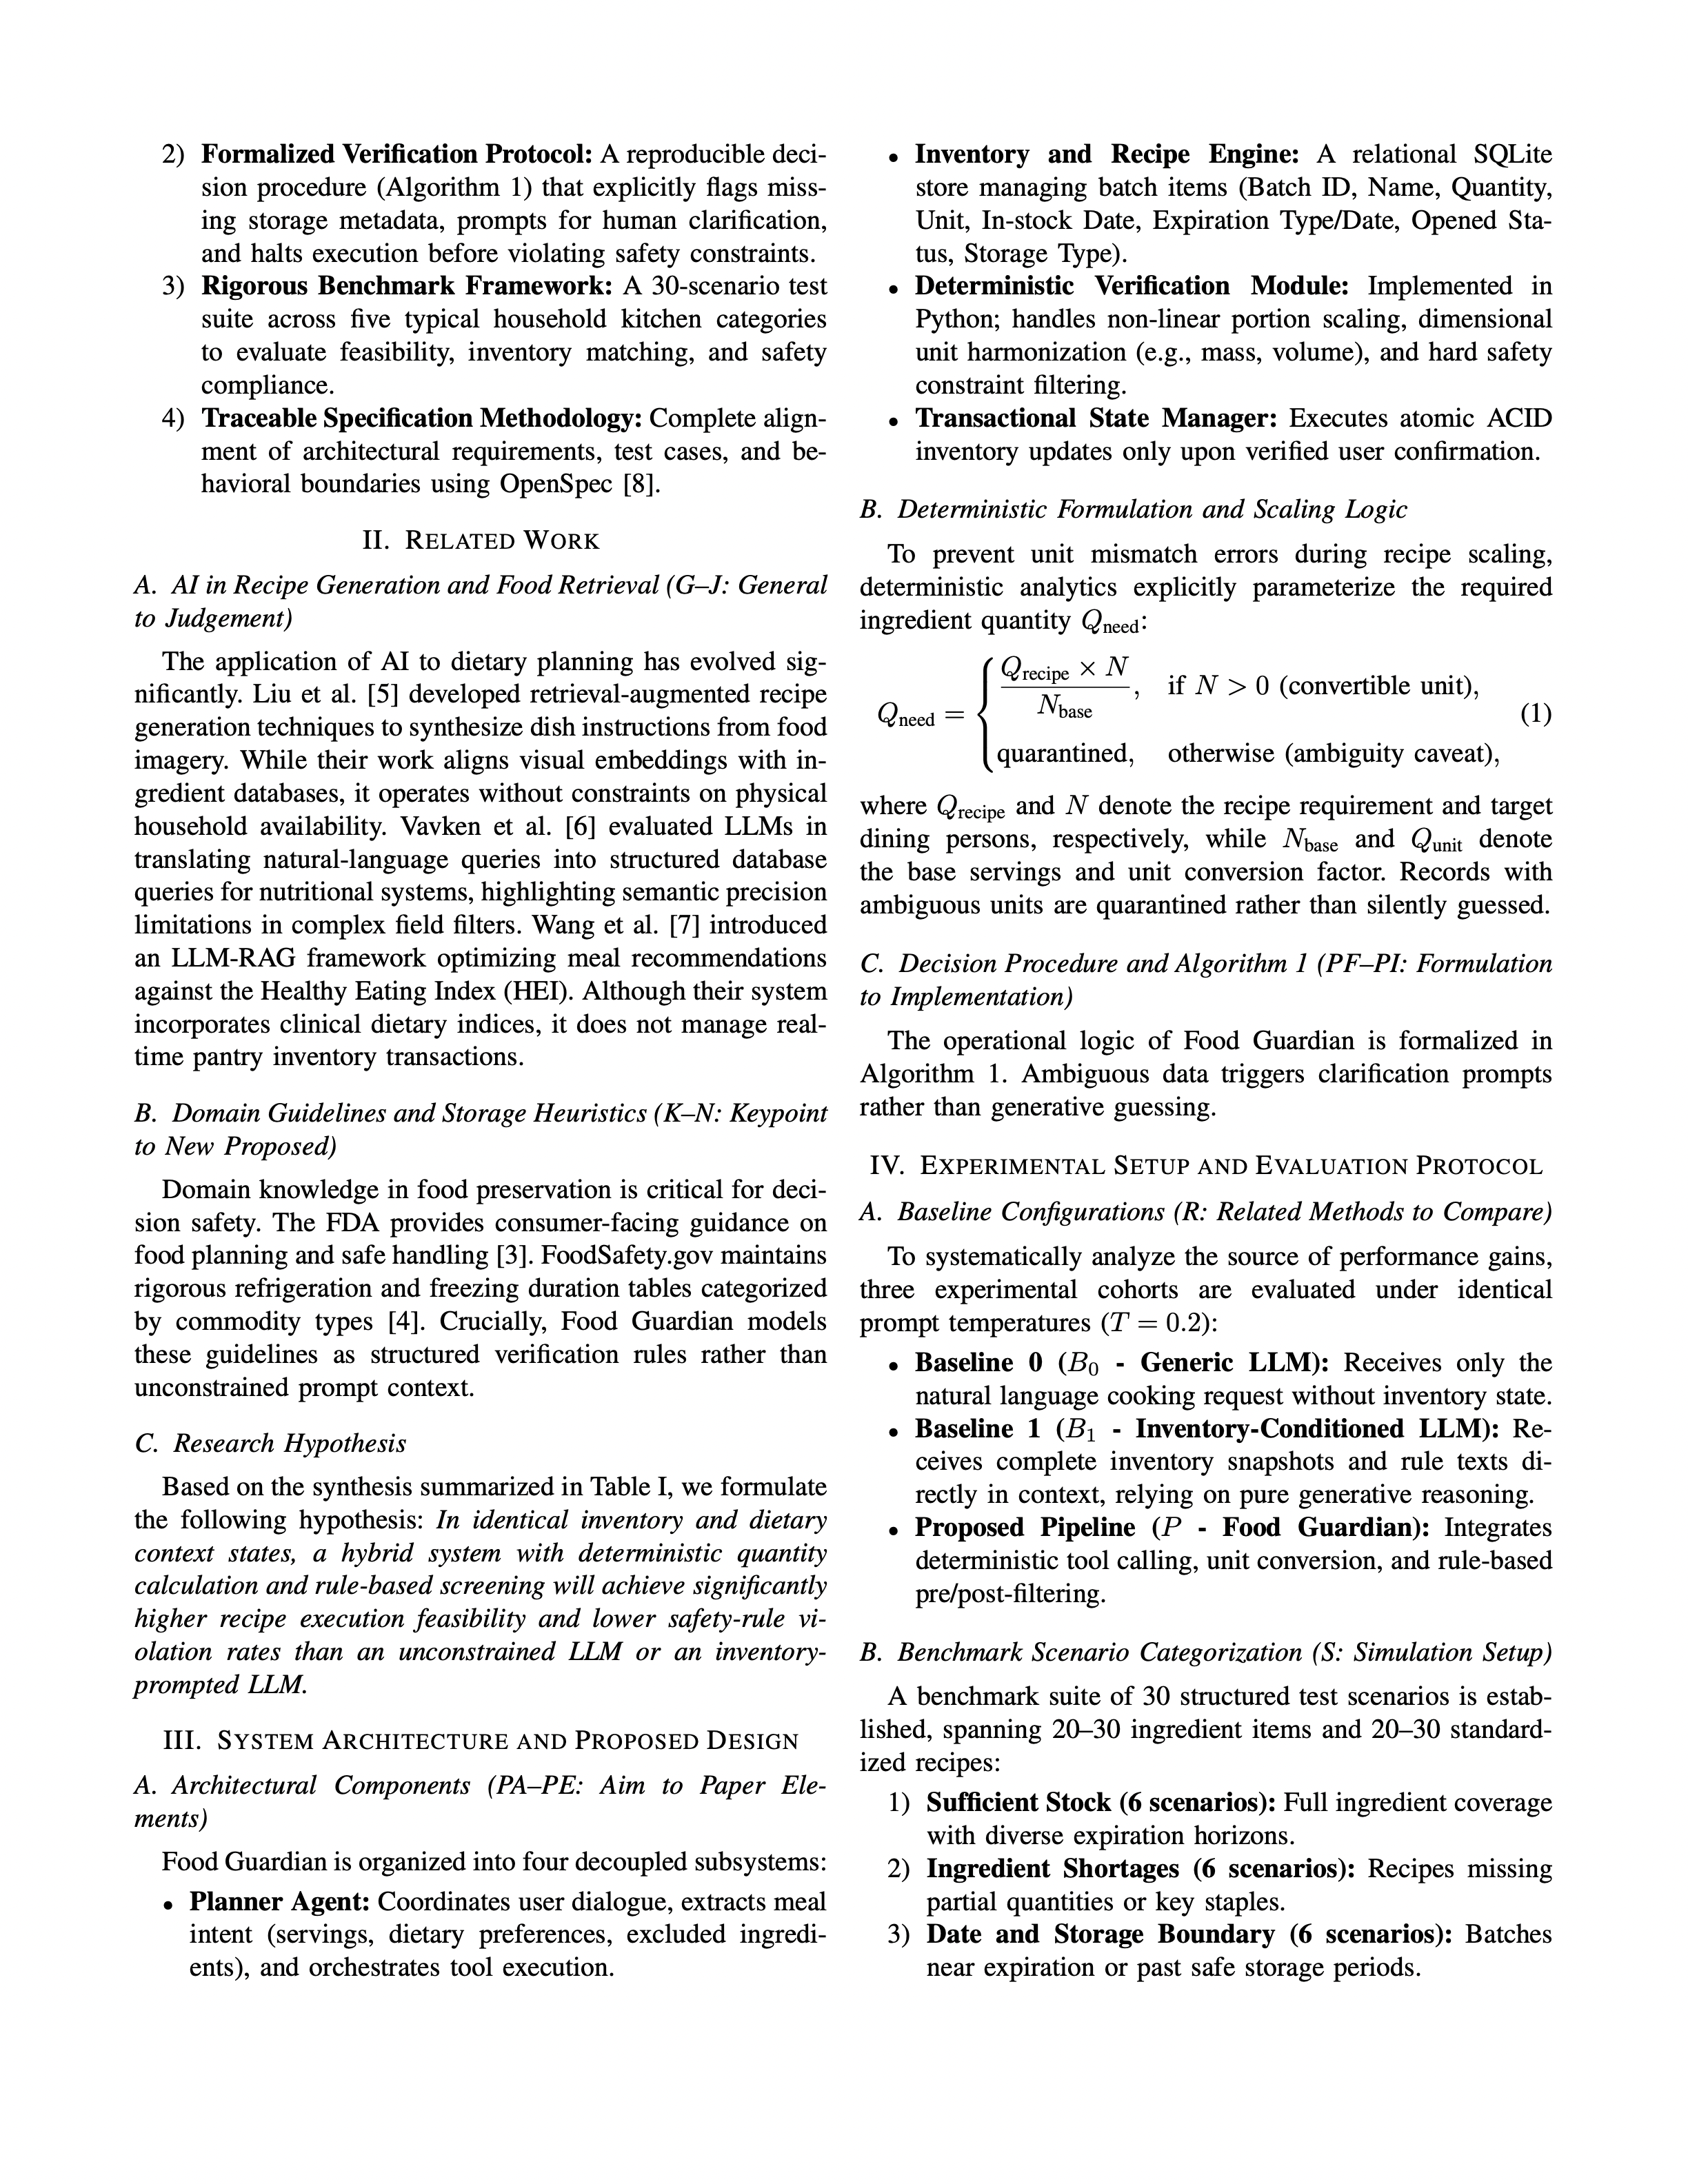 2) Formalized Verification Protocol: A reproducible deci-
sion procedure (Algorithm 1) that explicitly flags miss-
ing storage metadata, prompts for human clarification,
and halts execution before violating safety constraints.
3) Rigorous Benchmark Framework: A 30-scenario test
suite across five typical household kitchen categories
to evaluate feasibility, inventory matching, and safety
compliance.
4) Traceable Specification Methodology: Complete align-
ment of architectural requirements, test cases, and be-
havioral boundaries using OpenSpec [8].
II. RELATED WORK
A. AI in Recipe Generation and Food Retrieval (G–J: General
to Judgement)
The application of AI to dietary planning has evolved sig-
nificantly. Liu et al. [5] developed retrieval-augmented recipe
generation techniques to synthesize dish instructions from food
imagery. While their work aligns visual embeddings with in-
gredient databases, it operates without constraints on physical
household availability. Vavken et al. [6] evaluated LLMs in
translating natural-language queries into structured database
queries for nutritional systems, highlighting semantic precision
limitations in complex field filters. Wang et al. [7] introduced
an LLM-RAG framework optimizing meal recommendations
against the Healthy Eating Index (HEI). Although their system
incorporates clinical dietary indices, it does not manage real-
time pantry inventory transactions.
B. Domain Guidelines and Storage Heuristics (K–N: Keypoint
to New Proposed)
Domain knowledge in food preservation is critical for deci-
sion safety. The FDA provides consumer-facing guidance on
food planning and safe handling [3]. FoodSafety.gov maintains
rigorous refrigeration and freezing duration tables categorized
by commodity types [4]. Crucially, Food Guardian models
these guidelines as structured verification rules rather than
unconstrained prompt context.
C. Research Hypothesis
Based on the synthesis summarized in Table I, we formulate
the following hypothesis: In identical inventory and dietary
context states, a hybrid system with deterministic quantity
calculation and rule-based screening will achieve significantly
higher recipe execution feasibility and lower safety-rule vi-
olation rates than an unconstrained LLM or an inventory-
prompted LLM.
III. SYSTEM ARCHITECTURE AND PROPOSED DESIGN
A. Architectural Components (PA–PE: Aim to Paper Ele-
ments)
Food Guardian is organized into four decoupled subsystems:
• Planner Agent: Coordinates user dialogue, extracts meal
intent (servings, dietary preferences, excluded ingredi-
ents), and orchestrates tool execution.
• Inventory and Recipe Engine: A relational SQLite
store managing batch items (Batch ID, Name, Quantity,
Unit, In-stock Date, Expiration Type/Date, Opened Sta-
tus, Storage Type).
• Deterministic Verification Module: Implemented in
Python; handles non-linear portion scaling, dimensional
unit harmonization (e.g., mass, volume), and hard safety
constraint filtering.
• Transactional State Manager: Executes atomic ACID
inventory updates only upon verified user confirmation.
B. Deterministic Formulation and Scaling Logic
To prevent unit mismatch errors during recipe scaling,
deterministic analytics explicitly parameterize the required
ingredient quantity Qneed:
Qneed = { Qrecipe × N / Nbase, if N > 0 (convertible unit),
quarantined, otherwise (ambiguity caveat), (1)
where Qrecipe and N denote the recipe requirement and target
dining persons, respectively, while Nbase and Qunit denote
the base servings and unit conversion factor. Records with
ambiguous units are quarantined rather than silently guessed.
C. Decision Procedure and Algorithm 1 (PF–PI: Formulation
to Implementation)
The operational logic of Food Guardian is formalized in
Algorithm 1. Ambiguous data triggers clarification prompts
rather than generative guessing.
IV. EXPERIMENTAL SETUP AND EVALUATION PROTOCOL
A. Baseline Configurations (R: Related Methods to Compare)
To systematically analyze the source of performance gains,
three experimental cohorts are evaluated under identical
prompt temperatures (T = 0.2):
• Baseline 0 (B0 - Generic LLM): Receives only the
natural language cooking request without inventory state.
• Baseline 1 (B1 - Inventory-Conditioned LLM): Re-
ceives complete inventory snapshots and rule texts di-
rectly in context, relying on pure generative reasoning.
• Proposed Pipeline (P - Food Guardian): Integrates
deterministic tool calling, unit conversion, and rule-based
pre/post-filtering.
B. Benchmark Scenario Categorization (S: Simulation Setup)
A benchmark suite of 30 structured test scenarios is estab-
lished, spanning 20–30 ingredient items and 20–30 standard-
ized recipes:
1) Sufficient Stock (6 scenarios): Full ingredient coverage
with diverse expiration horizons.
2) Ingredient Shortages (6 scenarios): Recipes missing
partial quantities or key staples.
3) Date and Storage Boundary (6 scenarios): Batches
near expiration or past safe storage periods.